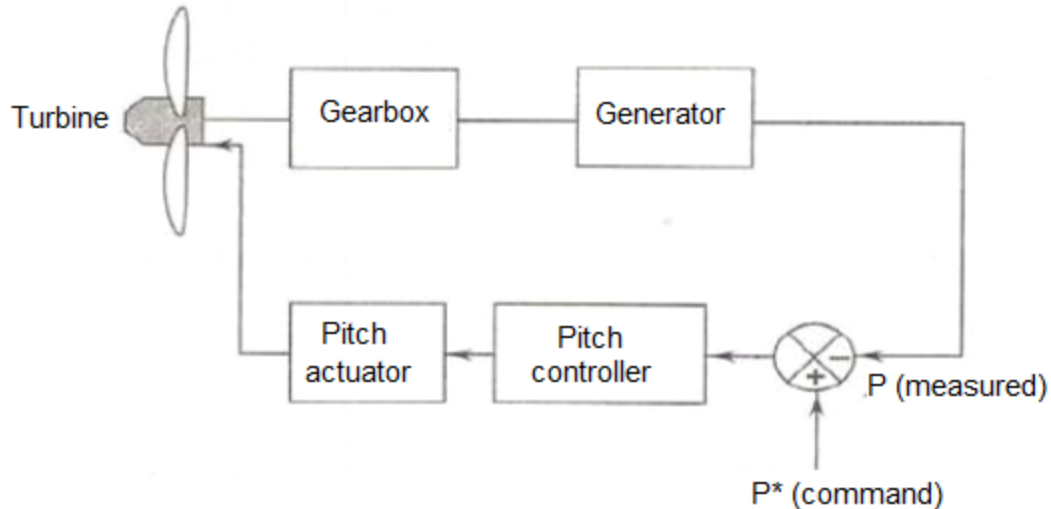 Turbine
Gearbox
Generator
Pitch
actuator
Pitch
controller
−
+
P (measured)
P* (command)